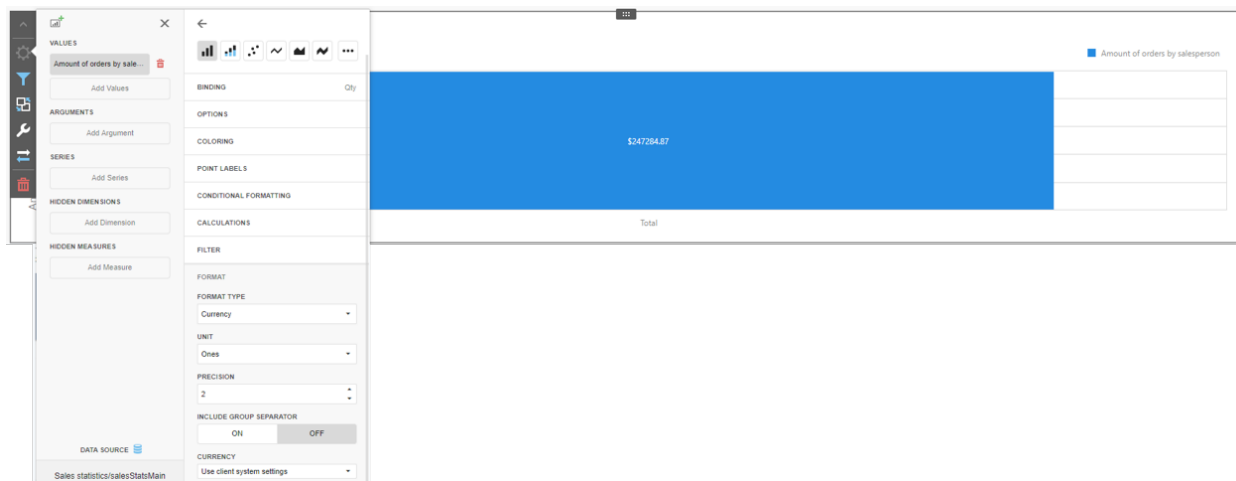 VALUES
Amount of orders by sale...
Add Values
ARGUMENTS
Add Argument
SERIES
Add Series
HIDDEN DIMENSIONS
Add Dimension
HIDDEN MEASURES
Add Measure
DATA SOURCE
Sales statistics/salesStatsMain
BINDING Qty
OPTIONS
COLORING
POINT LABELS
CONDITIONAL FORMATTING
CALCULATIONS
FILTER
FORMAT
FORMAT TYPE
Currency
UNIT
Ones
PRECISION
2
INCLUDE GROUP SEPARATOR
ON OFF
CURRENCY
Use client system settings
Amount of orders by salesperson
$247284.87
Total